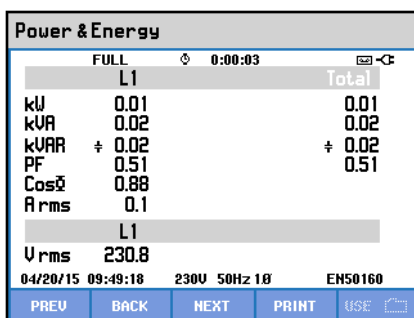 Power & Energy
FULL 0:00:03
L1 Total
kW 0.01 0.01
kVA 0.02 0.02
kVAR 0.02 0.02
PF 0.51 0.51
CosΦ 0.88
A rms 0.1
L1
V rms 230.8
04/20/15 09:49:18 230V 50Hz 1Ø EN50160
PREV BACK NEXT PRINT USE